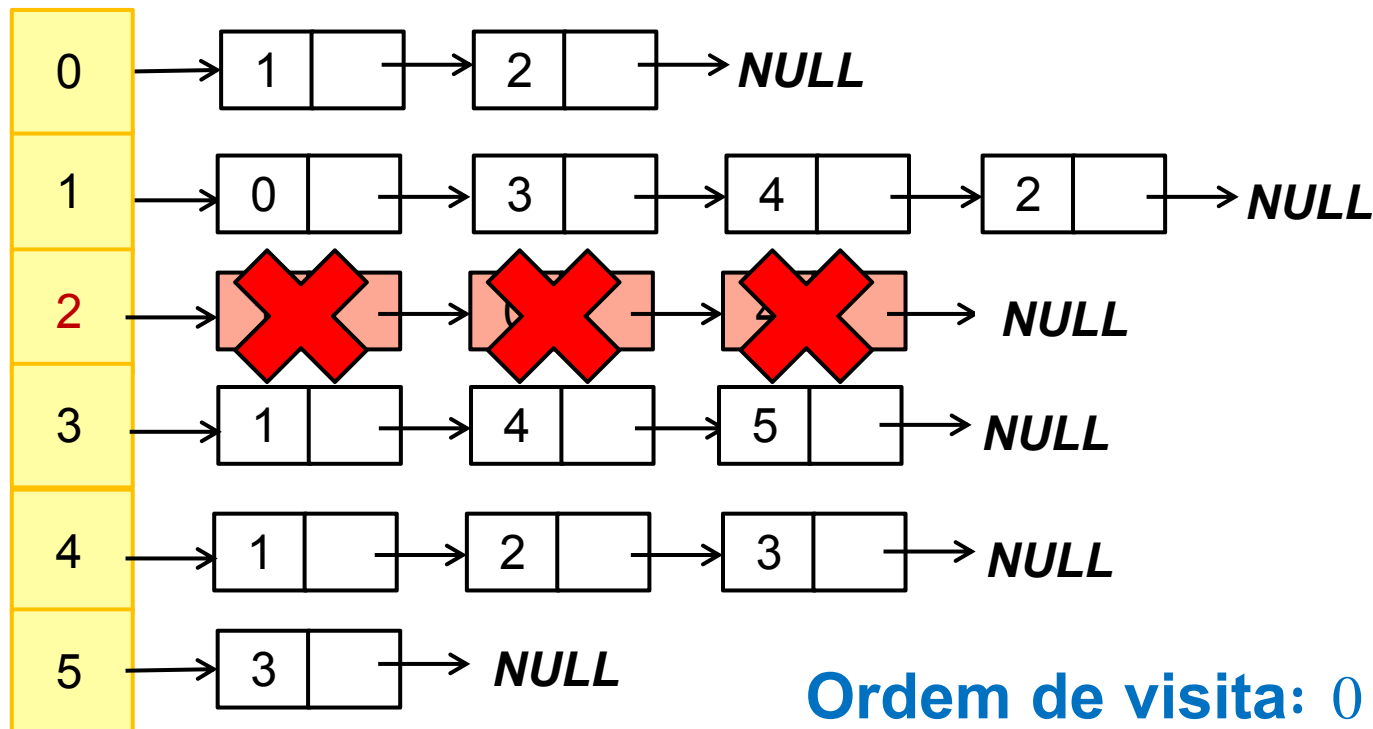 0 1 2 NULL
1 0 3 4 2 NULL
2 NULL
3 1 4 5 NULL
4 1 2 3 NULL
5 3 NULL
Ordem de visita: 0